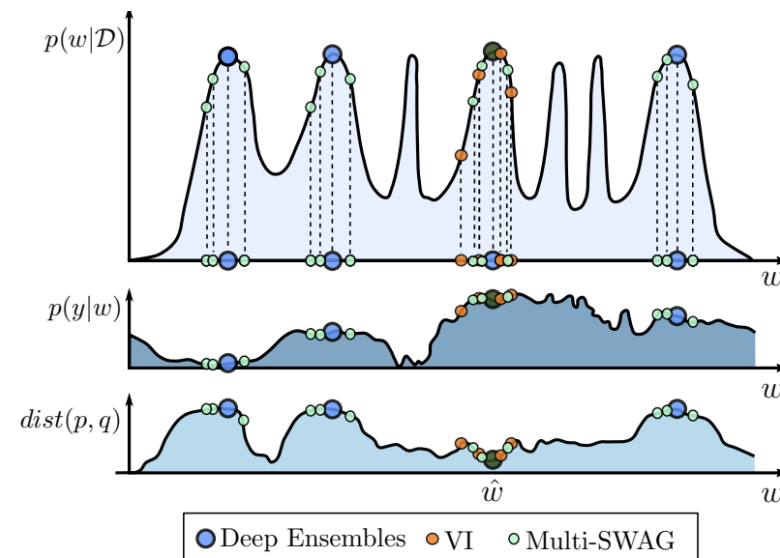 p(w|𝒟)
w
p(y|w)
dist(p, q)
ŵ
w
Deep Ensembles VI Multi-SWAG